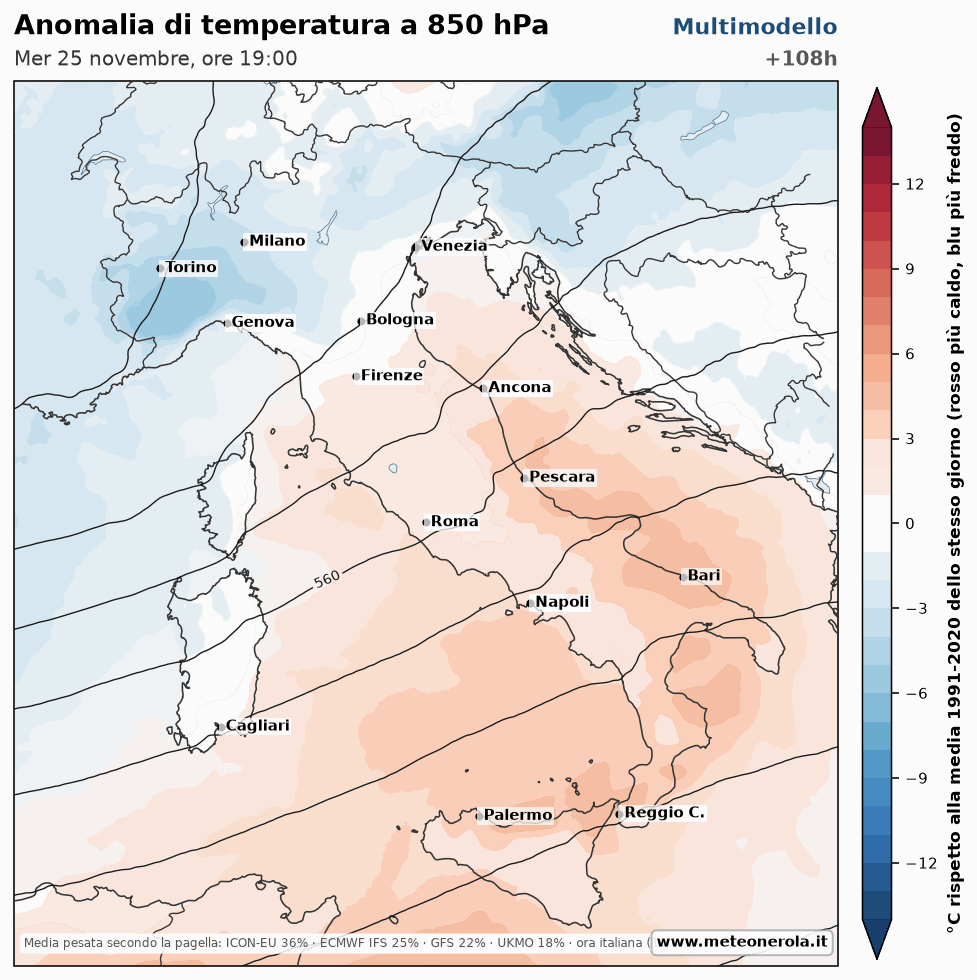 Anomalia di temperatura a 850 hPa
Multimodello
Mer 25 novembre, ore 19:00
+108h
Milano
Venezia
Torino
Genova
Bologna
Firenze
Ancona
Pescara
Roma
560
Bari
Napoli
Cagliari
Palermo
Reggio C.
12
9
6
3
0
−3
−6
−9
−12
°C rispetto alla media 1991-2020 dello stesso giorno (rosso più caldo, blu più freddo)
Media pesata secondo la pagella: ICON-EU 36% · ECMWF IFS 25% · GFS 22% · UKMO 18% · ora italiana (
www.meteonerola.it